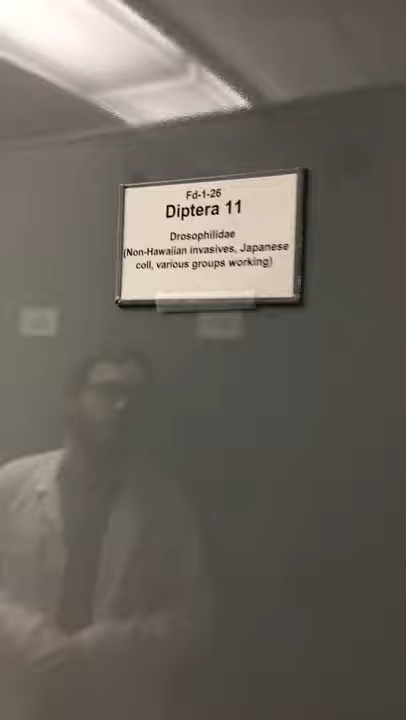 Fd-1-26
Diptera 11
Drosophilidae
(Non-Hawaiian invasives, Japanese
coll, various groups working)